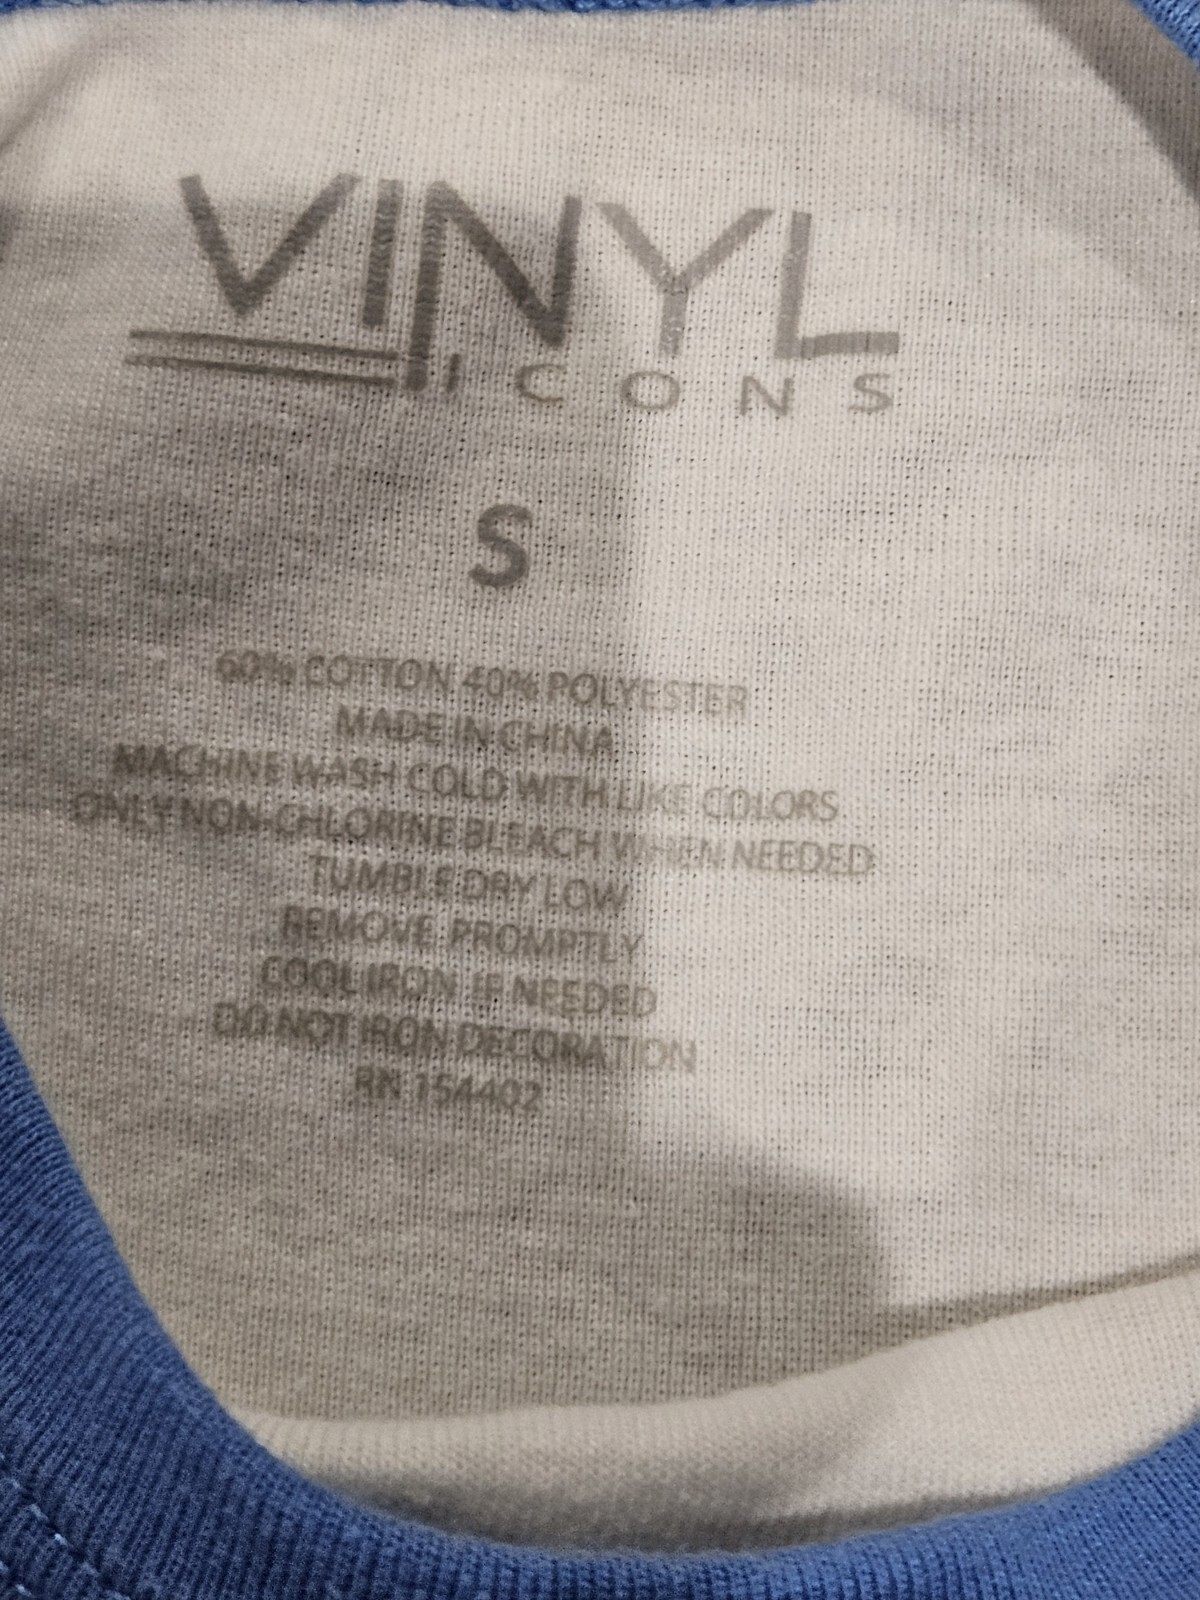 VINYL
ICONS
S
60% COTTON 40% POLYESTER
MADE IN CHINA
MACHINE WASH COLD WITH LIKE COLORS
ONLY NON-CHLORINE BLEACH WHEN NEEDED
TUMBLE DRY LOW
REMOVE PROMPTLY
COOL IRON IF NEEDED
DO NOT IRON DECORATION
RN 154402